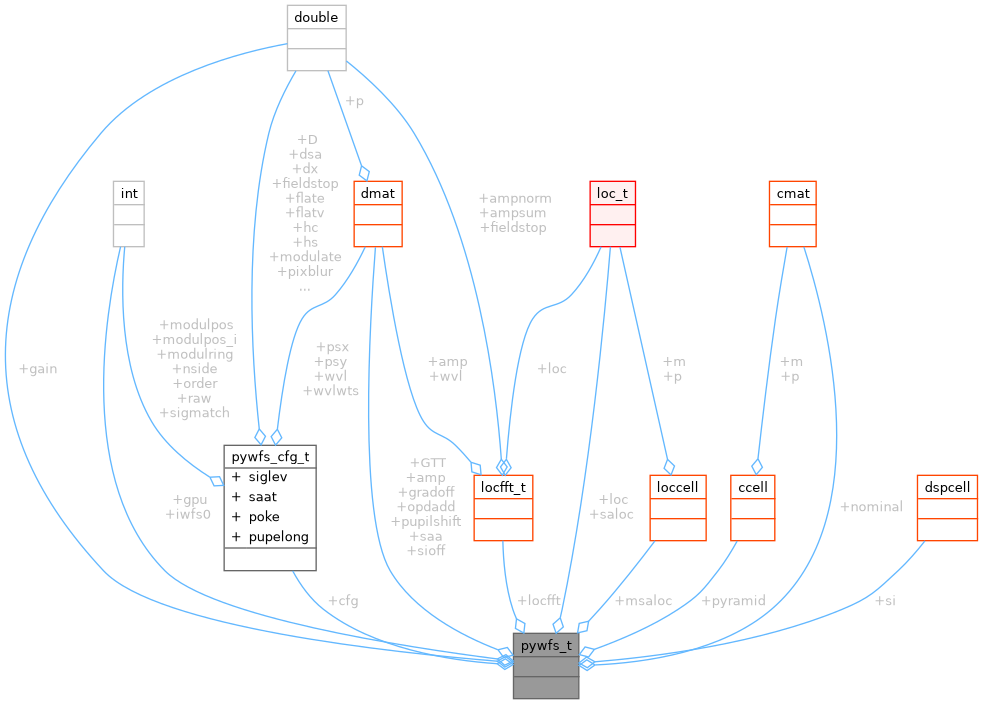 double
+p
+D
+dsa
+dx
+fieldstop
+flate
+flatv
+hc
+hs
+modulate
+pixblur
...
int
dmat
+ampnorm
+ampsum
+fieldstop
loc_t
cmat
+modulpos
+modulpos_i
+modulring
+nside
+order
+raw
+sigmatch
+gain
+psx
+psy
+wvl
+wvlwts
+amp
+wvl
+loc
+m
+p
+m
+p
pywfs_cfg_t
+ siglev
+ saat
+ poke
+ pupelong
+gpu
+iwfs0
+GTT
+amp
+gradoff
+opdadd
+pupilshift
+saa
+sioff
locfft_t
+loc
+saloc
loccell
ccell
+nominal
dspcell
+cfg
+locfft
+msaloc
+pyramid
+si
pywfs_t